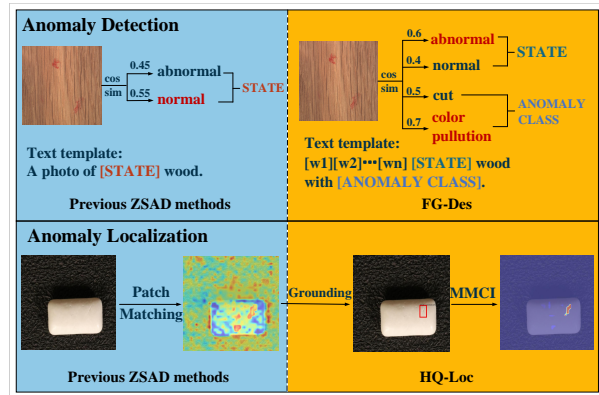 Anomaly Detection
cos
sim
0.45
abnormal
0.55
normal
STATE
Text template:
A photo of [STATE] wood.
Previous ZSAD methods
cos
sim
0.6
abnormal
0.4
normal
STATE
0.5
cut
0.7
color
pullution
ANOMALY
CLASS
Text template:
[w1][w2]•••[wn] [STATE] wood
with [ANOMALY CLASS].
FG-Des
Anomaly Localization
Patch
Matching
Previous ZSAD methods
Grounding
MMCI
HQ-Loc